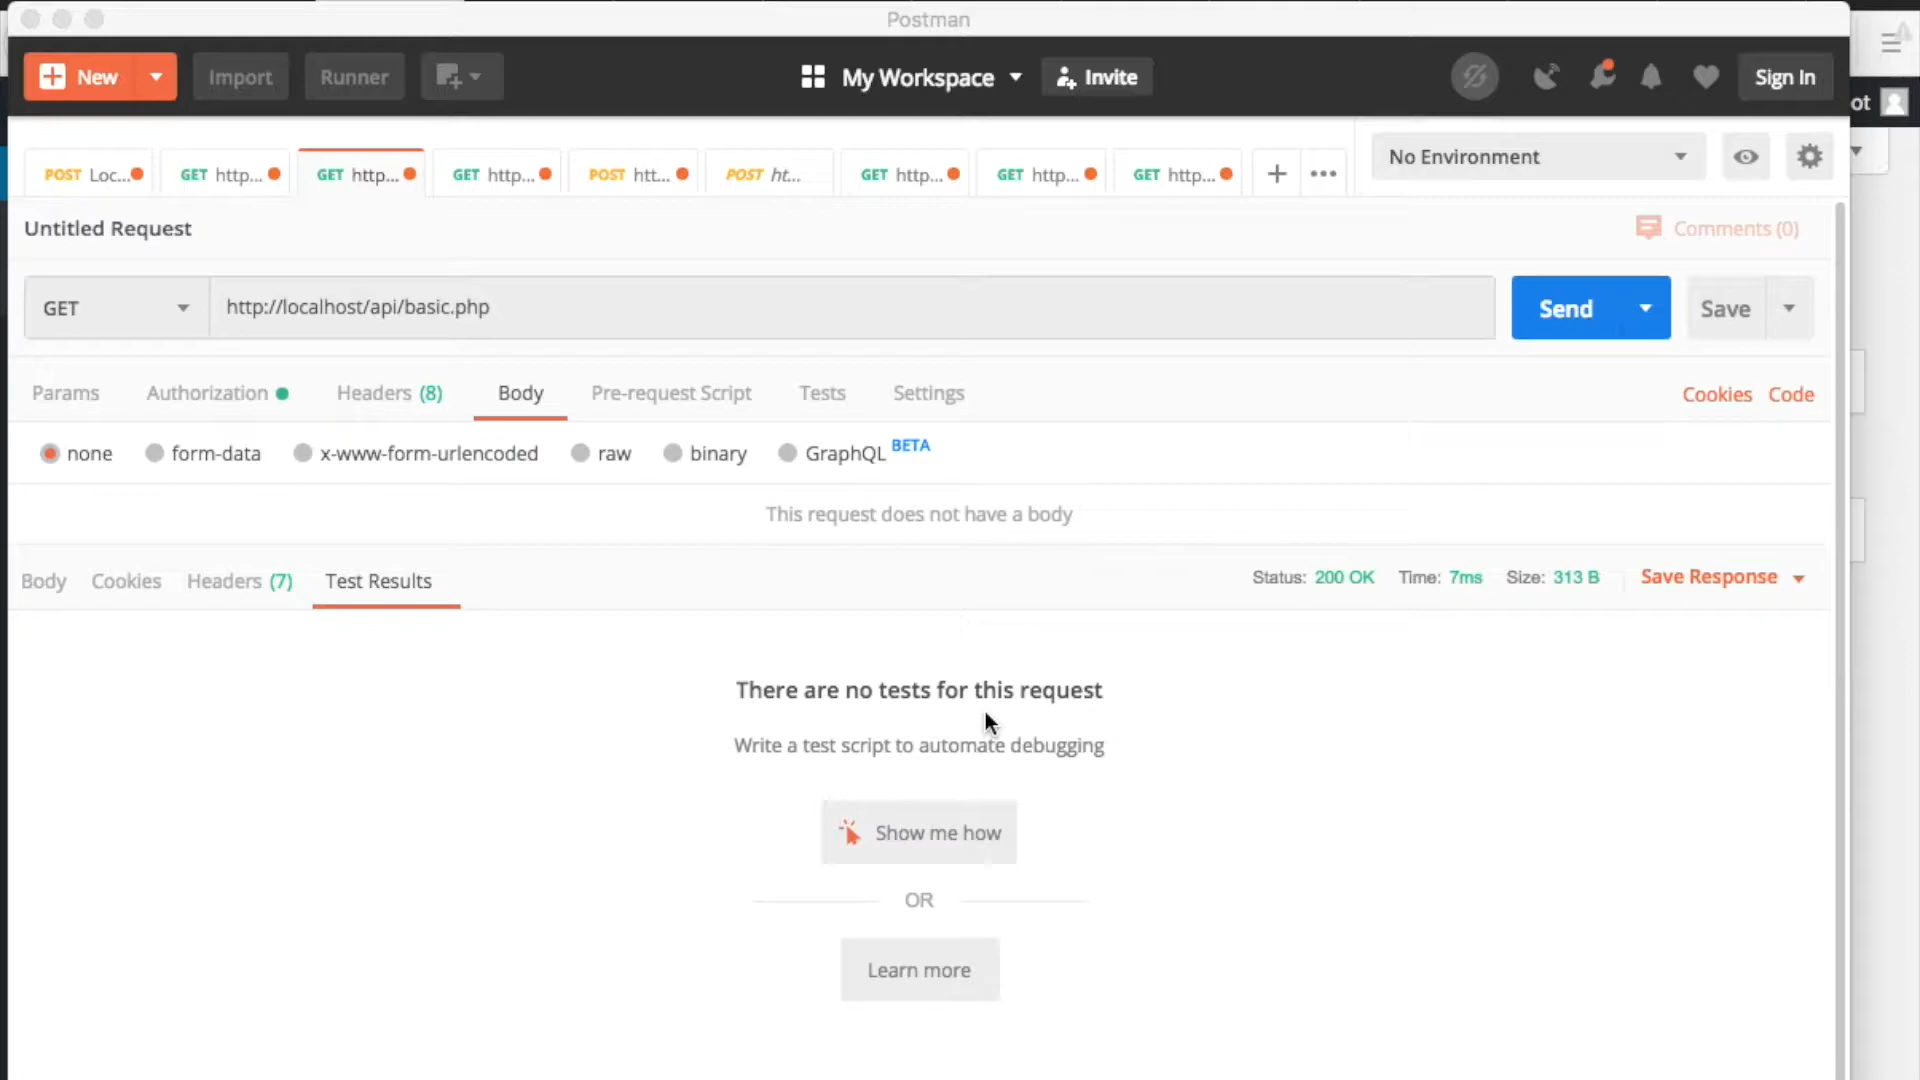 Postman
New Import Runner My Workspace Invite Sign In
ot
POST Loc... GET http... GET http... GET http... POST htt... POST ht... GET http... GET http... GET http... + ••• No Environment
Untitled Request Comments (0)
GET http://localhost/api/basic.php Send Save
Params Authorization Headers (8) Body Pre-request Script Tests Settings Cookies Code
none form-data x-www-form-urlencoded raw binary GraphQL BETA
This request does not have a body
Body Cookies Headers (7) Test Results Status: 200 OK Time: 7ms Size: 313 B Save Response
There are no tests for this request
Write a test script to automate debugging
Show me how
OR
Learn more